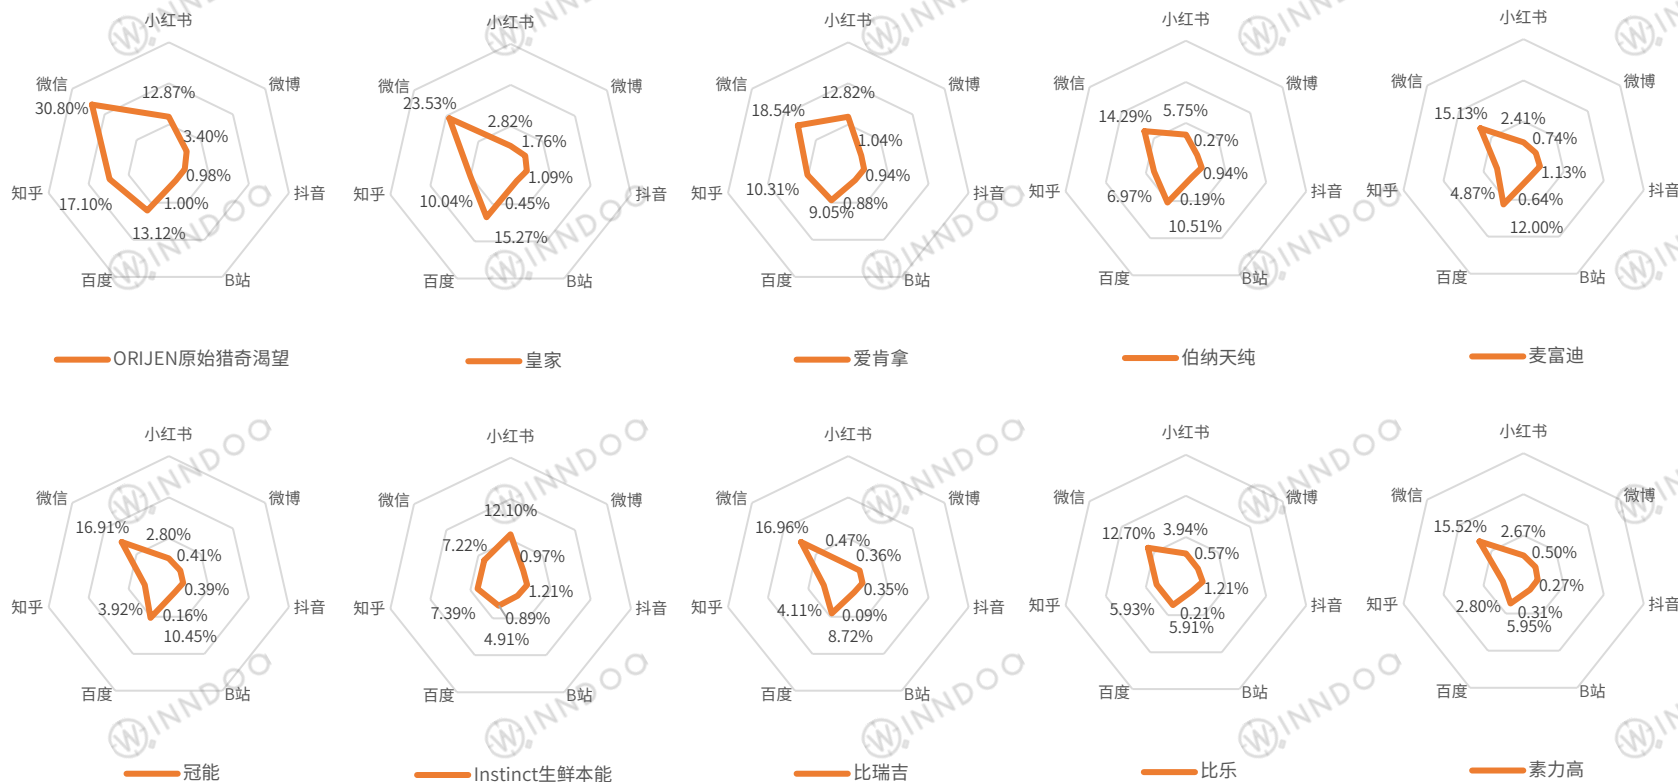 小红书
微信
微博
30.80%
12.87%
3.40%
0.98%
知乎
抖音
17.10%
1.00%
13.12%
百度
B站
ORIJEN原始猎奇渴望
小红书
微信
微博
23.53%
2.82%
1.76%
1.09%
知乎
抖音
10.04%
0.45%
15.27%
百度
B站
皇家
小红书
微信
微博
18.54%
12.82%
1.04%
0.94%
知乎
抖音
10.31%
0.88%
9.05%
百度
B站
爱肯拿
小红书
微信
微博
14.29%
5.75%
0.27%
0.94%
知乎
抖音
6.97%
0.19%
10.51%
百度
B站
伯纳天纯
小红书
微信
微博
15.13%
2.41%
0.74%
1.13%
知乎
抖音
4.87%
0.64%
12.00%
百度
B站
麦富迪
小红书
微信
微博
16.91%
2.80%
0.41%
0.39%
知乎
抖音
3.92%
0.16%
10.45%
百度
B站
冠能
小红书
微信
微博
7.22%
12.10%
0.97%
1.21%
知乎
抖音
7.39%
0.89%
4.91%
百度
B站
Instinct生鲜本能
小红书
微信
微博
16.96%
0.47%
0.36%
0.35%
知乎
抖音
4.11%
0.09%
8.72%
百度
B站
比瑞吉
小红书
微信
微博
12.70%
3.94%
0.57%
1.21%
知乎
抖音
5.93%
0.21%
5.91%
百度
B站
比乐
小红书
微信
微博
15.52%
2.67%
0.50%
0.27%
知乎
抖音
2.80%
0.31%
5.95%
百度
B站
素力高
WINNDOO
WINNDOO
WINNDOO
WINNDOO
WINNDOO
WINNDOO
WINNDOO
WINNDOO
WINNDOO
WINNDOO
WINNDOO
WINNDOO